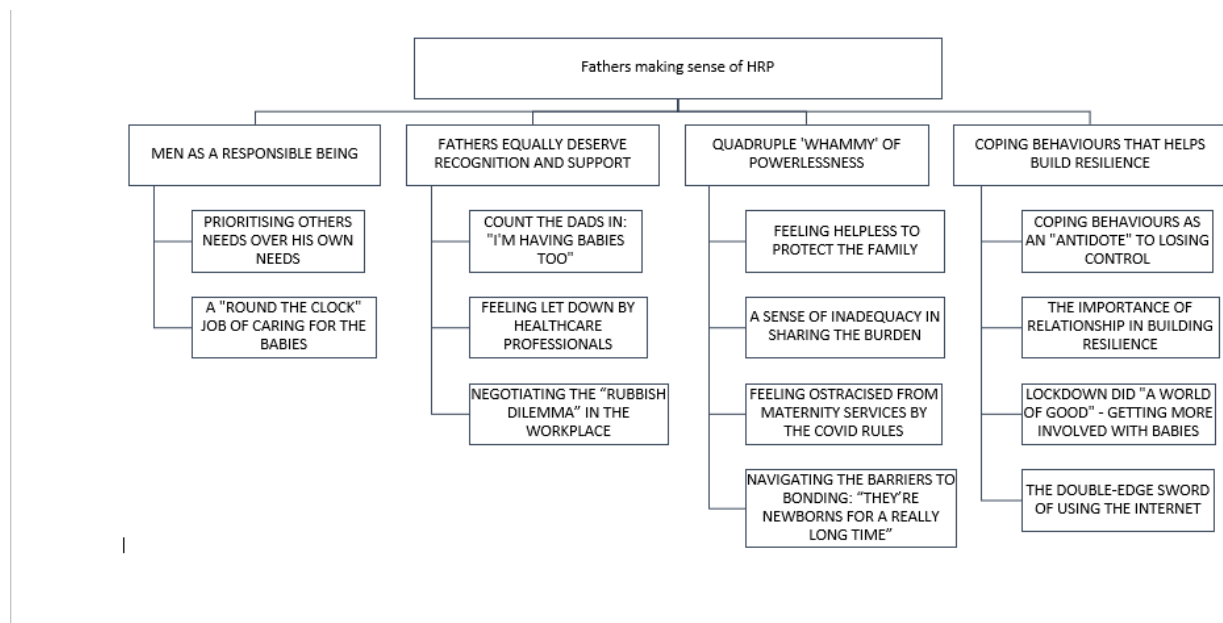 Fathers making sense of HRP
MEN AS A RESPONSIBLE BEING
PRIORITISING OTHERS
NEEDS OVER HIS OWN
NEEDS
A "ROUND THE CLOCK"
JOB OF CARING FOR THE
BABIES
FATHERS EQUALLY DESERVE
RECOGNITION AND SUPPORT
COUNT THE DADS IN:
"I'M HAVING BABIES
TOO"
FEELING LET DOWN BY
HEALTHCARE
PROFESSIONALS
NEGOTIATING THE “RUBBISH
DILEMMA” IN THE
WORKPLACE
QUADRUPLE 'WHAMMY' OF
POWERLESSNESS
FEELING HELPLESS TO
PROTECT THE FAMILY
A SENSE OF INADEQUACY IN
SHARING THE BURDEN
FEELING OSTRACISED FROM
MATERNITY SERVICES BY
THE COVID RULES
NAVIGATING THE BARRIERS TO
BONDING: “THEY’RE
NEWBORNS FOR A REALLY
LONG TIME”
COPING BEHAVIOURS THAT HELPS
BUILD RESILIENCE
COPING BEHAVIOURS AS
AN "ANTIDOTE" TO LOSING
CONTROL
THE IMPORTANCE OF
RELATIONSHIP IN BUILDING
RESILIENCE
LOCKDOWN DID "A WORLD
OF GOOD" - GETTING MORE
INVOLVED WITH BABIES
THE DOUBLE-EDGE SWORD
OF USING THE INTERNET